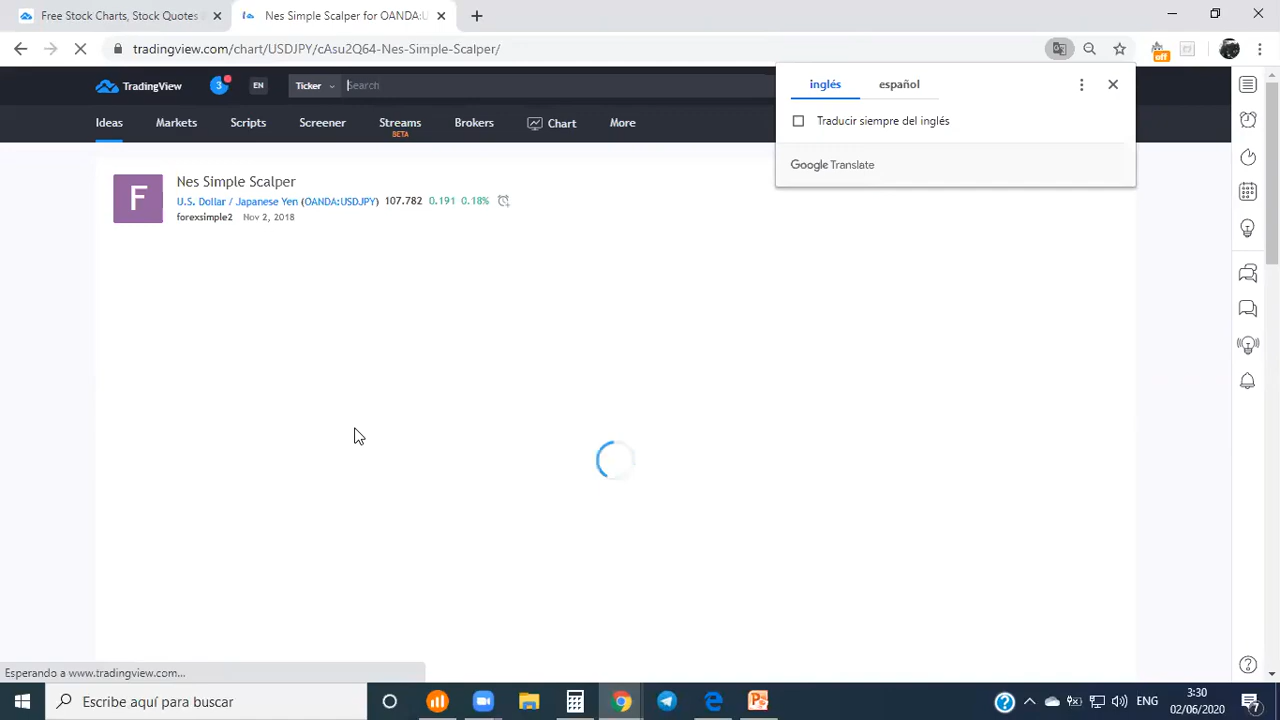 Free Stock Charts, Stock Quotes
Nes Simple Scalper for OANDA:U
tradingview.com/chart/USDJPY/cAsu2Q64-Nes-Simple-Scalper/
off
TradingView
3
EN
Ticker
Search
inglés
español
Traducir siempre del inglés
Google Translate
Ideas
Markets
Scripts
Screener
Streams
BETA
Brokers
Chart
More
F
Nes Simple Scalper
U.S. Dollar / Japanese Yen (OANDA:USDJPY) 107.782 0.191 0.18%
forexsimple2 Nov 2, 2018
Esperando a www.tradingview.com...
Escribe aquí para buscar
ENG
3:30
02/06/2020
7